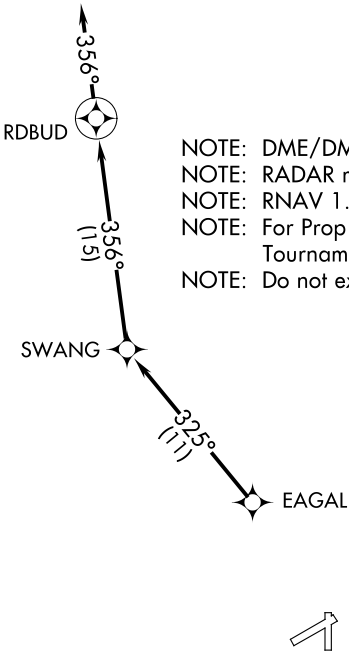 356°
RDBUD
NOTE: DME/DM
NOTE: RADAR
NOTE: RNAV 1.
NOTE: For Prop
Tournam
NOTE: Do not ex
356°
(15)
SWANG
325°
(11)
EAGAL